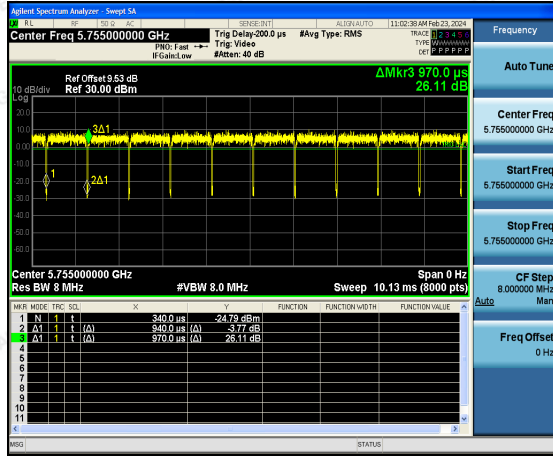 Agilent Spectrum Analyzer - Swept SA
RL RF 50 Ω AC SENSE:INT ALIGN AUTO 11:02:38 AM Feb 23, 2024
Center Freq 5.755000000 GHz
PNO: Fast
IFGain:Low
Trig Delay-200.0 µs
Trig: Video
#Atten: 40 dB
#Avg Type: RMS
TRACE 1 2 3 4 5 6
TYPE WWWWWW
DET P P P P P P
Ref Offset 9.53 dB
10 dB/div Ref 30.00 dBm
Log
ΔMkr3 970.0 µs
26.11 dB
20.0
10.0
0.00
-10.0
-20.0
-30.0
-40.0
-50.0
-60.0
3Δ1
1
2Δ1
Center 5.755000000 GHz Span 0 Hz
Res BW 8 MHz #VBW 8.0 MHz Sweep 10.13 ms (8000 pts)
MKR MODE TRC SCL X Y FUNCTION FUNCTION WIDTH FUNCTION VALUE
1 N 1 t 340.0 µs -24.79 dBm
2 Δ1 1 t (Δ) 940.0 µs (Δ) -3.77 dB
3 Δ1 1 t (Δ) 970.0 µs (Δ) 26.11 dB
4
5
6
7
8
9
10
11
MSG STATUS
Frequency
Auto Tune
Center Freq
5.755000000 GHz
Start Freq
5.755000000 GHz
Stop Freq
5.755000000 GHz
CF Step
8.000000 MHz
Auto Man
Freq Offset
0 Hz